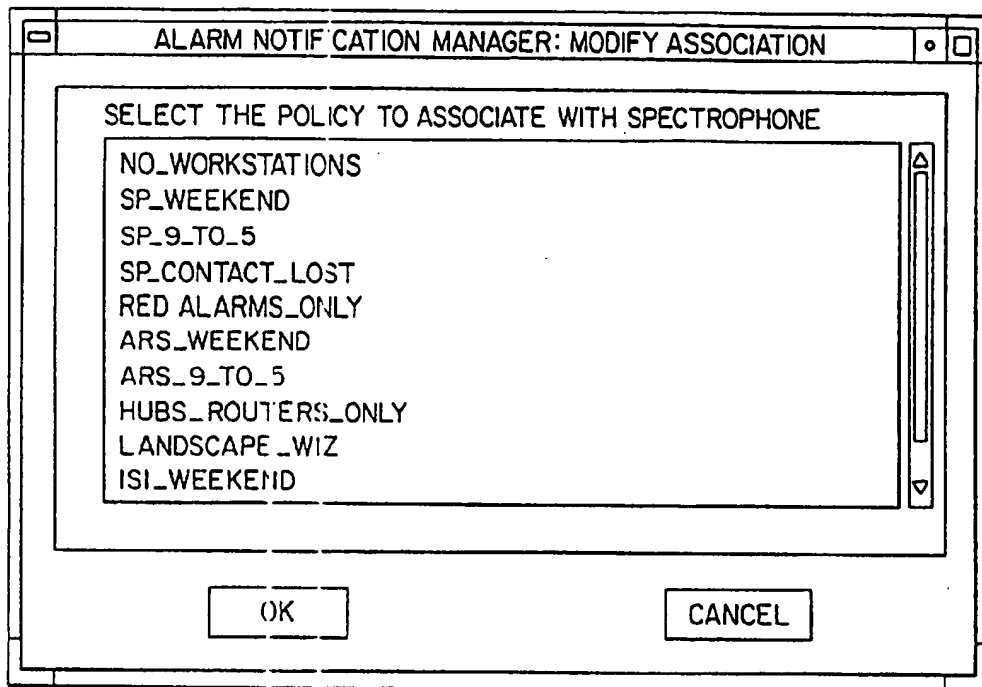 ALARM NOTIFICATION MANAGER: MODIFY ASSOCIATION
SELECT THE POLICY TO ASSOCIATE WITH SPECTROPHONE
NO_WORKSTATIONS
SP_WEEKEND
SP_9_TO_5
SP_CONTACT_LOST
RED ALARMS_ONLY
ARS_WEEKEND
ARS_9_TO_5
HUBS_ROUTERS_ONLY
LANDSCAPE_WIZ
ISI_WEEKEND
OK
CANCEL